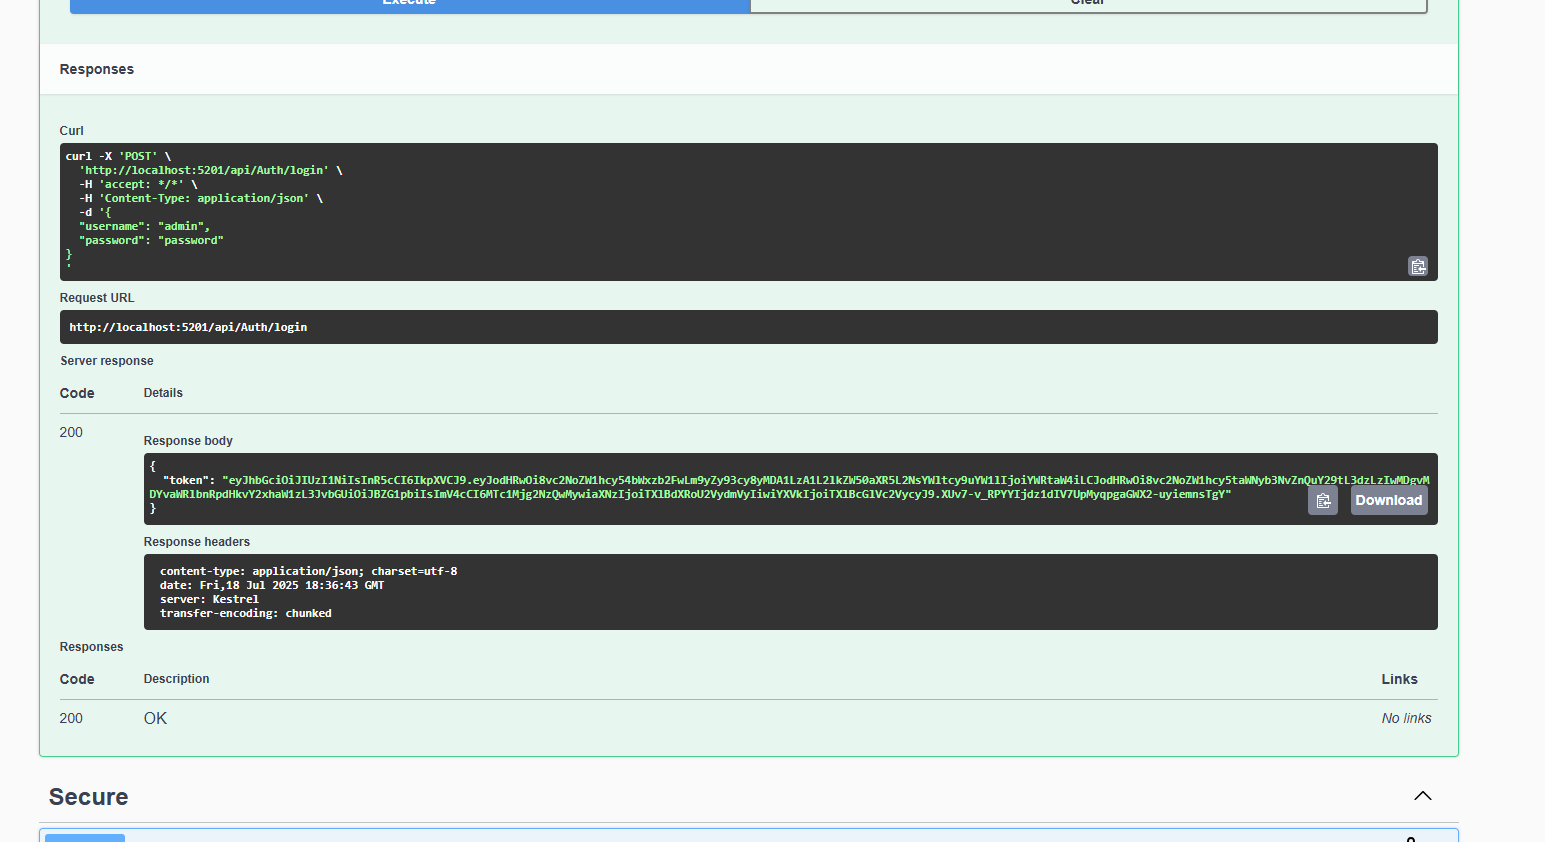 Execute
Clear
Responses
Curl
curl -X 'POST' \
'http://localhost:5201/api/Auth/login' \
-H 'accept: */*' \
-H 'Content-Type: application/json' \
-d '{
"username": "admin",
"password": "password"
}
'
Request URL
http://localhost:5201/api/Auth/login
Server response
Code
Details
200
Response body
{
"token": "eyJhbGciOiJIUzI1NiIsInR5cCI6IkpXVCJ9.eyJodHRwOi8vc2NoZW1hcy54bWxzb2FwLm9yZy93cy8yMDA1LzA1L2lkZW50aXR5L2NsYWltcy9uYW1lIjoiYWRtaW4iLCJodHRwOi8vc2NoZW1hcy5taWNyb3NvZnQuY29tL3dzLzIwMDgvM
DYvaWRlbnRpdHkvY2xhaW1zL3JvbGUiOiJBZG1pbiIsImV4cCI6MTc1Mjg2NzQwMywiaXNzIjoiTXlBdXRoU2VydmVyIiwiYXVkIjoiTXlBcGlVc2VycyJ9.XUv7-v_RPYYIjdz1dIV7UpMyqpgaGWX2-uyiemnsTgY"
}
Download
Response headers
content-type: application/json; charset=utf-8
date: Fri,18 Jul 2025 18:36:43 GMT
server: Kestrel
transfer-encoding: chunked
Responses
Code
Description
Links
200
OK
No links
Secure